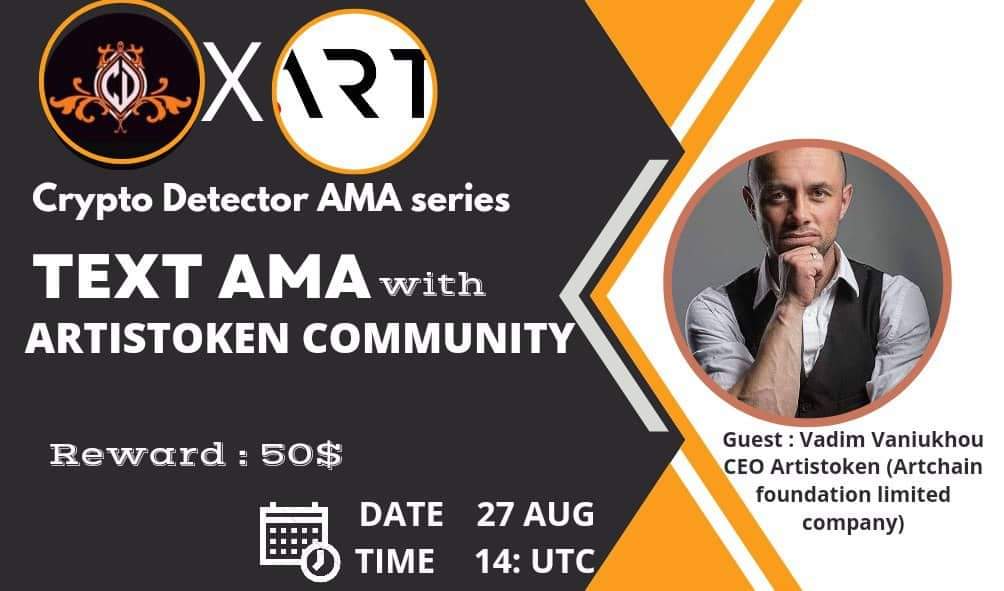 CD X ART
Crypto Detector AMA series
TEXT AMA with
ARTISTOKEN COMMUNITY
Reward : 50$
DATE 27 AUG
TIME 14: UTC
Guest : Vadim Vaniukhou
CEO Artistoken (Artchain
foundation limited
company)